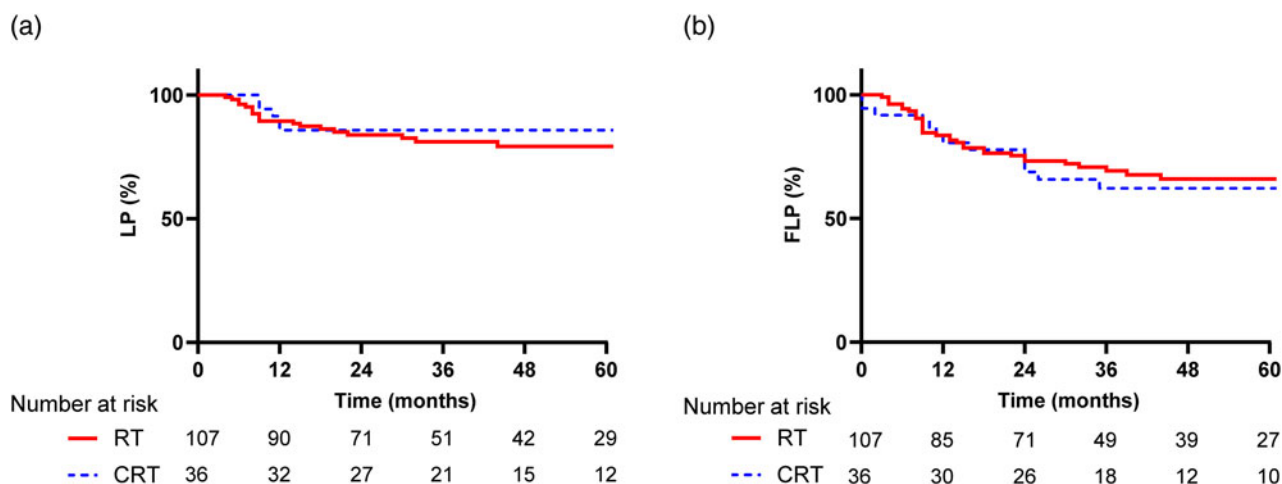 (a)
100
50
0
LP (%)
0 12 24 36 48 60
Time (months)
Number at risk
RT 107 90 71 51 42 29
CRT 36 32 27 21 15 12
(b)
100
50
0
FLP (%)
0 12 24 36 48 60
Time (months)
Number at risk
RT 107 85 71 49 39 27
CRT 36 30 26 18 12 10